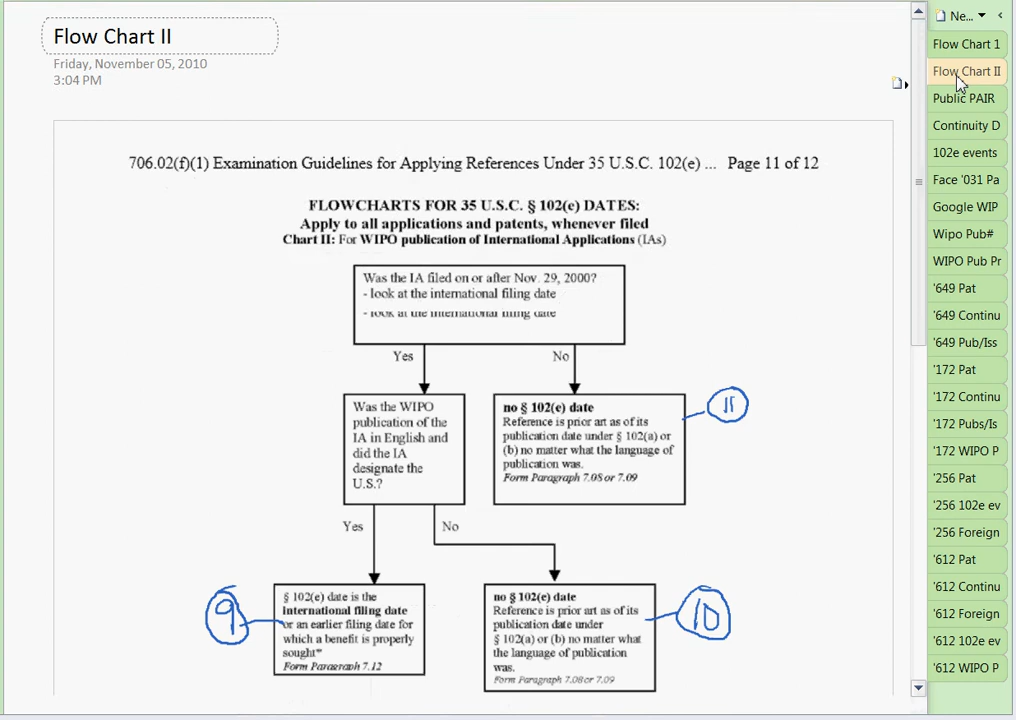 Flow Chart II
Friday, November 05, 2010
3:04 PM
706.02(f)(1) Examination Guidelines for Applying References Under 35 U.S.C. 102(e) ... Page 11 of 12
FLOWCHARTS FOR 35 U.S.C. § 102(e) DATES:
Apply to all applications and patents, whenever filed
Chart II: For WIPO publication of International Applications (IAs)
Was the IA filed on or after Nov. 29, 2000?
- look at the international filing date
- look at the international filing date
Yes
No
Was the WIPO
publication of the
IA in English and
did the IA
designate the
U.S.?
no § 102(e) date
Reference is prior art as of its
publication date under § 102(a) or
(b) no matter what the language of
publication was.
Form Paragraph 7.08 or 7.09
11
Yes
No
9
§ 102(e) date is the
International filing date
or an earlier filing date for
which a benefit is properly
sought*
Form Paragraph 7.12
no § 102(e) date
Reference is prior art as of its
publication date under
§ 102(a) or (b) no matter what
the language of publication
was.
Form Paragraph 7.08 or 7.09
10
Ne...
Flow Chart 1
Flow Chart II
Public PAIR
Continuity D
102e events
Face '031 Pa
Google WIP
Wipo Pub#
WIPO Pub Pr
'649 Pat
'649 Continu
'649 Pub/Iss
'172 Pat
'172 Continu
'172 Pubs/Is
'172 WIPO P
'256 Pat
'256 102e ev
'256 Foreign
'612 Pat
'612 Continu
'612 Foreign
'612 102e ev
'612 WIPO P